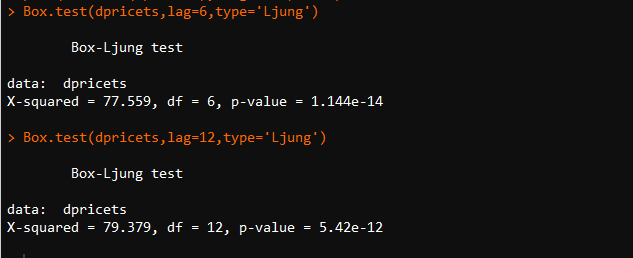 > Box.test(dpricets,lag=6,type='Ljung')
Box-Ljung test
data:  dpricets
X-squared = 77.559, df = 6, p-value = 1.144e-14
> Box.test(dpricets,lag=12,type='Ljung')
Box-Ljung test
data:  dpricets
X-squared = 79.379, df = 12, p-value = 5.42e-12